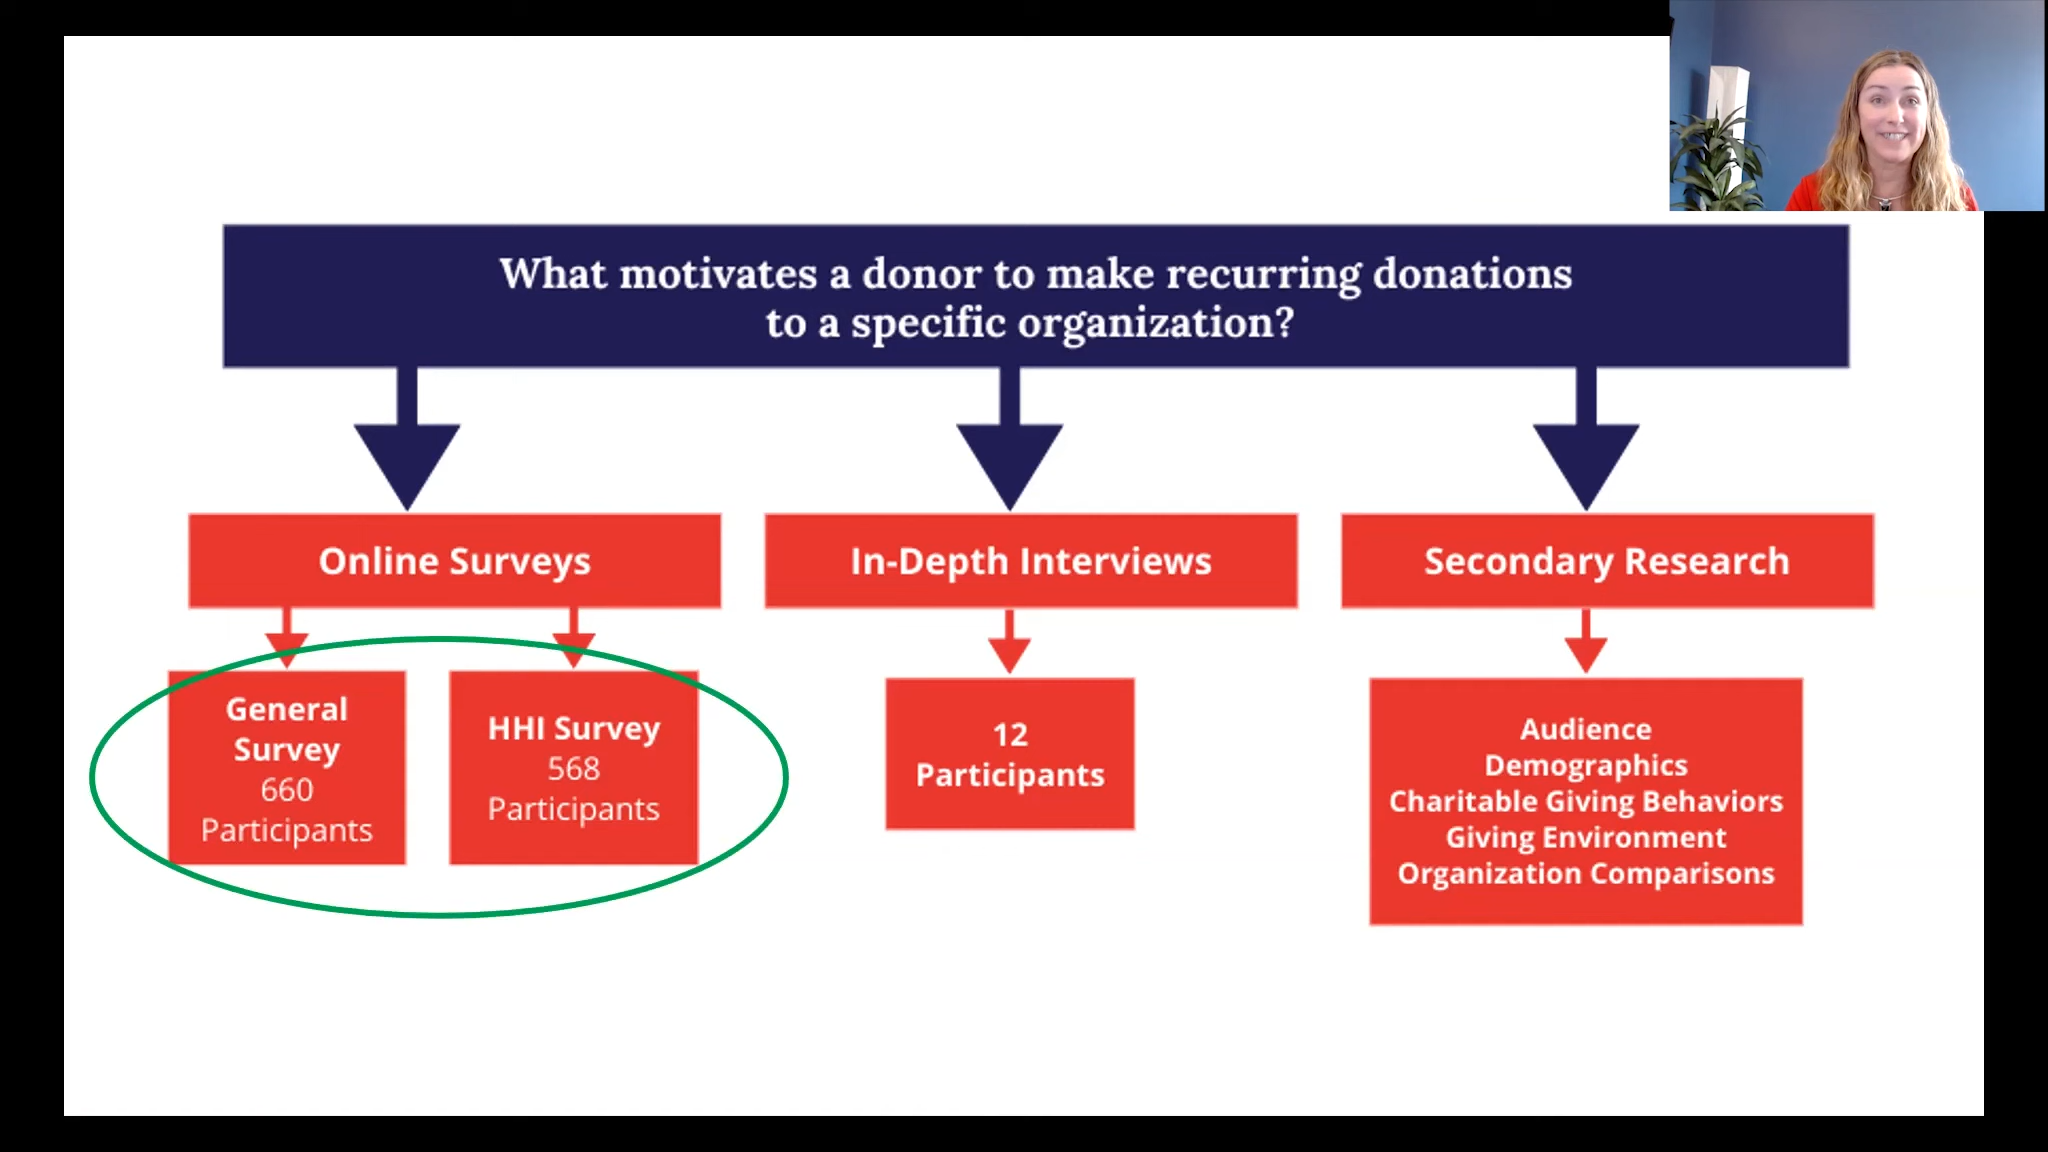 What motivates a donor to make recurring donations
to a specific organization?
Online Surveys
In-Depth Interviews
Secondary Research
General
Survey
660
Participants
HHI Survey
568
Participants
12
Participants
Audience
Demographics
Charitable Giving Behaviors
Giving Environment
Organization Comparisons